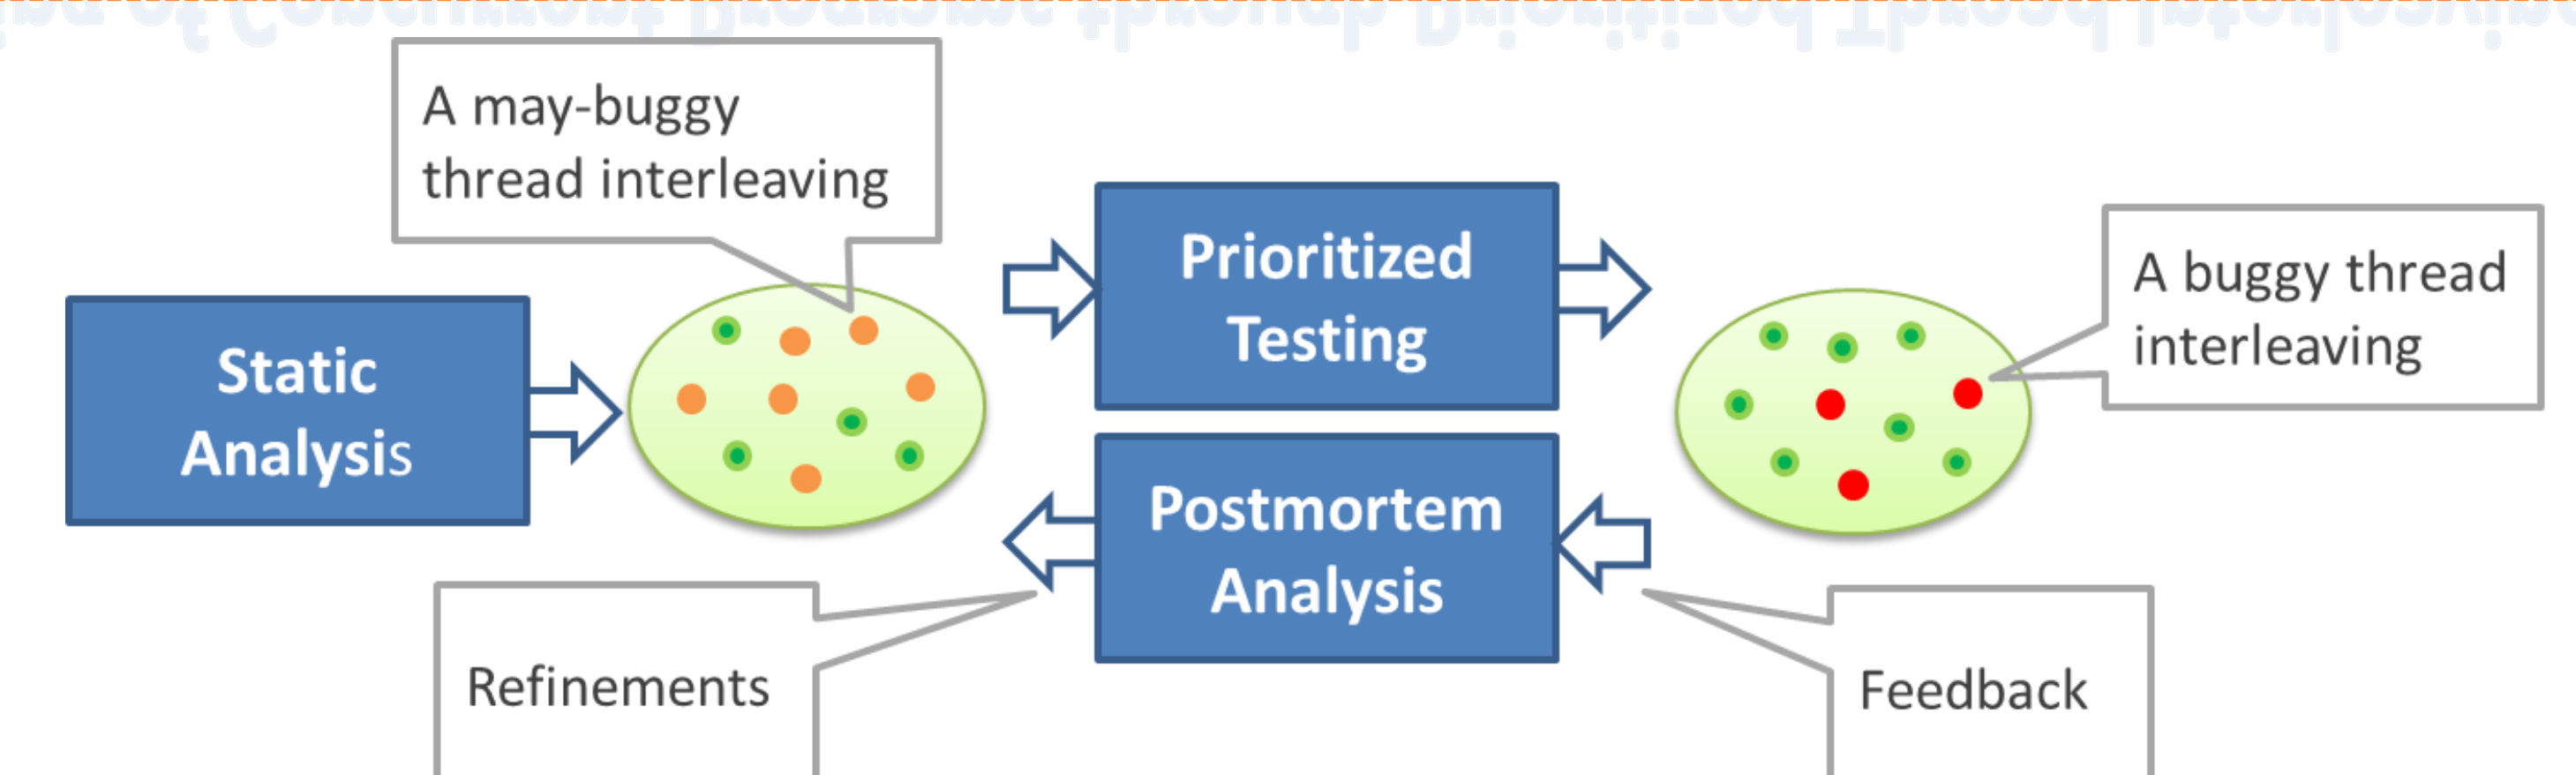 A may-buggy
thread interleaving
Prioritized
Testing
A buggy thread
interleaving
Static
Analysis
Postmortem
Analysis
Refinements
Feedback